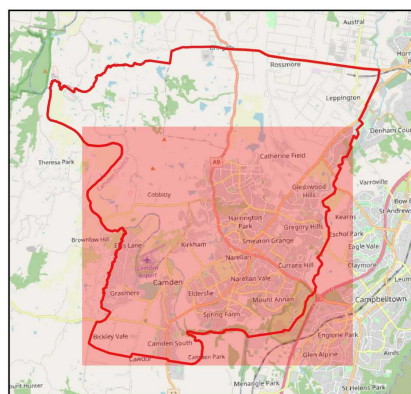 Austral
Rossmore
Leppington
Denham Court
Theresa Park
Catherine Field
A9
Varroville
Gledswood
Hills
Cobbitty
Bow
St Andrews
Kearns
Harrington
Park
Gregory Hills
Eschol Park
Brownlow Hill
Ellis Lane
Kirkham
Smeaton Grange
Eagle Vale
Narellan
Currans Hill
Claymore
Camden
Airport
Camden
Narellan Vale
Grasmere
Elderslie
Mount Annan
Campbelltown
Spring Farm
Bickley Vale
Camden South
Englorie Park
Cawdor
Camden Park
Glen Alpine
Airds
Menangle Park
ount Hunter
St Helens Park